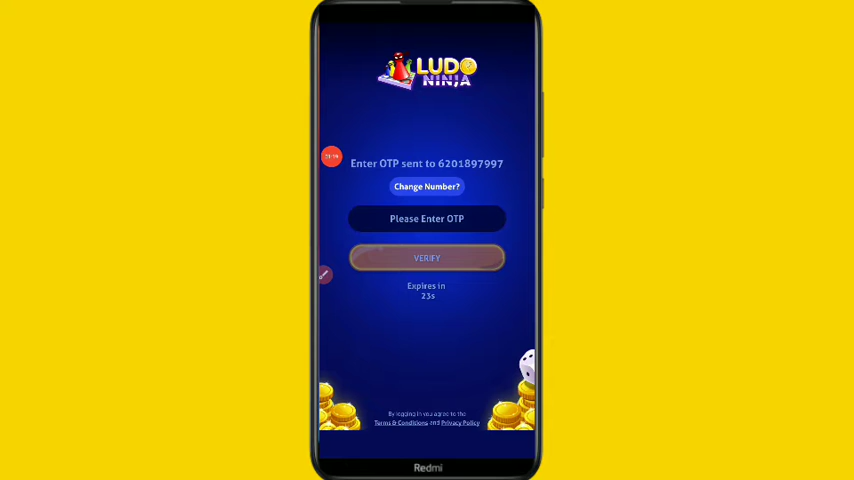 LUDO
NINJA
Enter OTP sent to 6201897997
Change Number?
Please Enter OTP
VERIFY
Expires in
23s
By logging in you agree to the
Terms & Conditions and Privacy Policy
Redmi